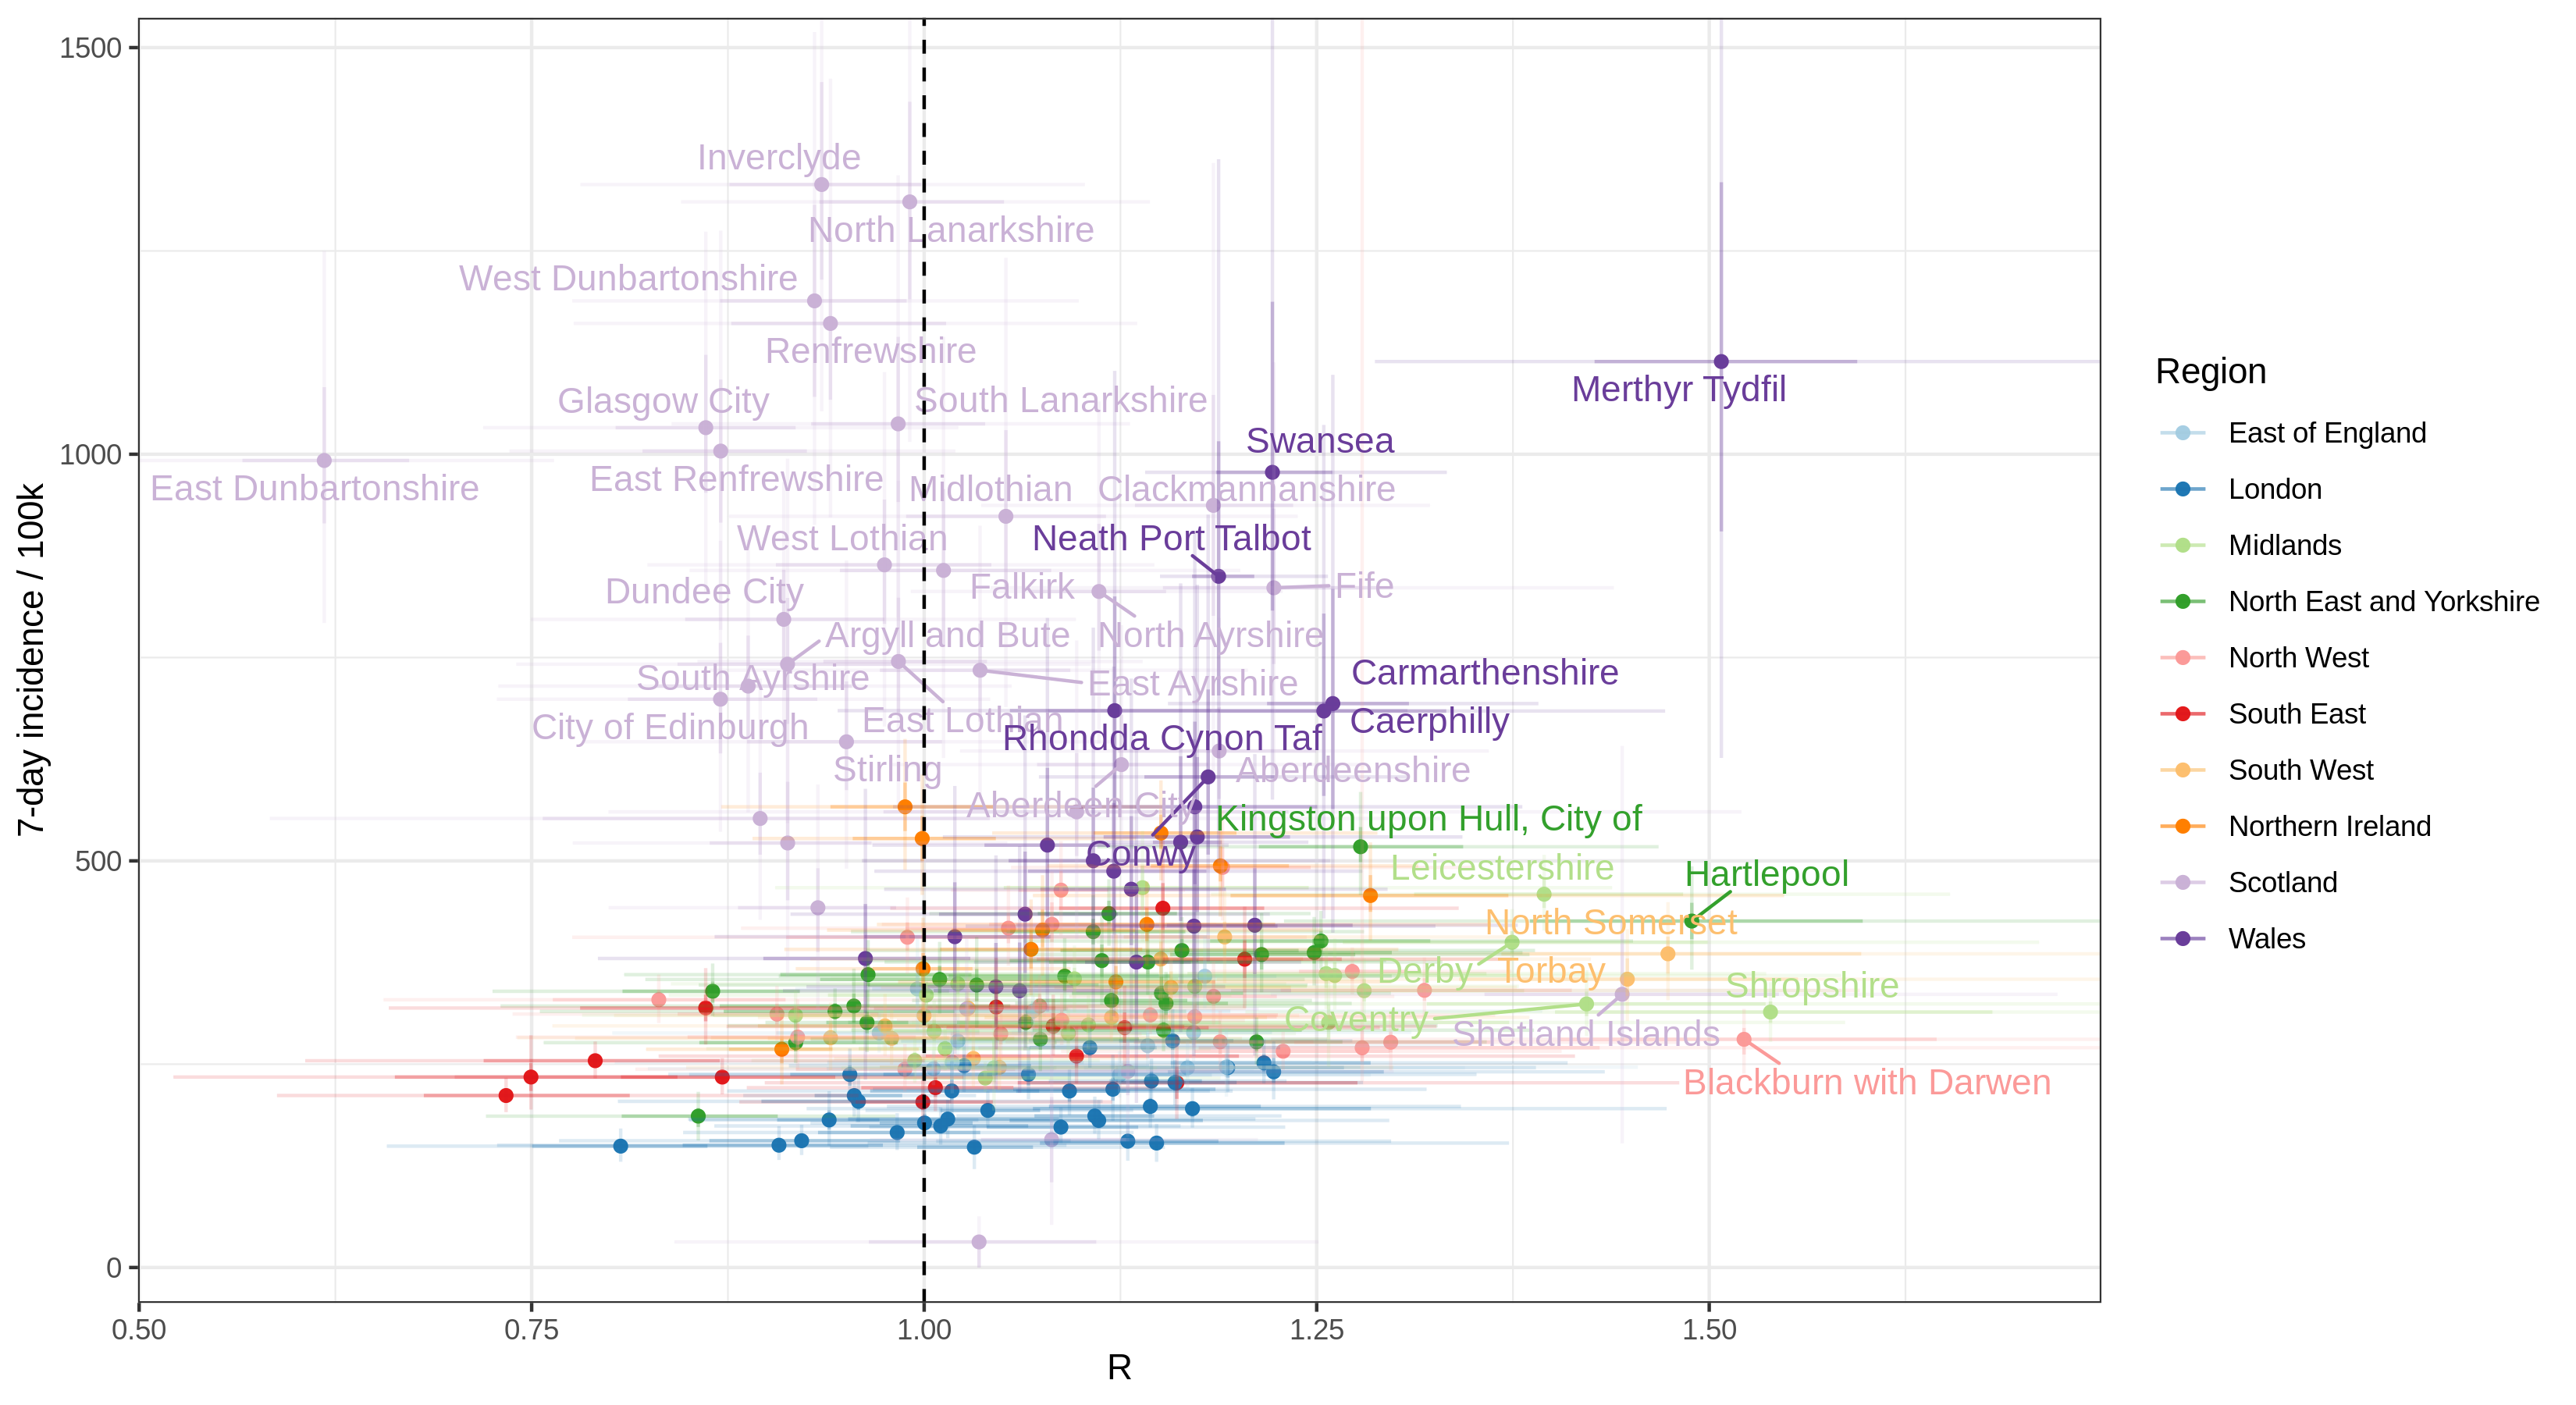 1500
1000
500
0
7-day incidence / 100k
Inverclyde
North Lanarkshire
West Dunbartonshire
Renfrewshire
Glasgow City
South Lanarkshire
Merthyr Tydfil
Swansea
East Dunbartonshire
East Renfrewshire
Midlothian
Clackmannanshire
West Lothian
Neath Port Talbot
Dundee City
Falkirk
Fife
Argyll and Bute
North Ayrshire
South Ayrshire
East Ayrshire
Carmarthenshire
City of Edinburgh
East Lothian
Caerphilly
Rhondda Cynon Taf
Stirling
Aberdeenshire
Aberdeen City
Kingston upon Hull, City of
Conwy
Leicestershire
Hartlepool
North Somerset
Derby
Torbay
Shropshire
Coventry
Shetland Islands
Blackburn with Darwen
0.50
0.75
1.00
1.25
1.50
R
Region
East of England
London
Midlands
North East and Yorkshire
North West
South East
South West
Northern Ireland
Scotland
Wales